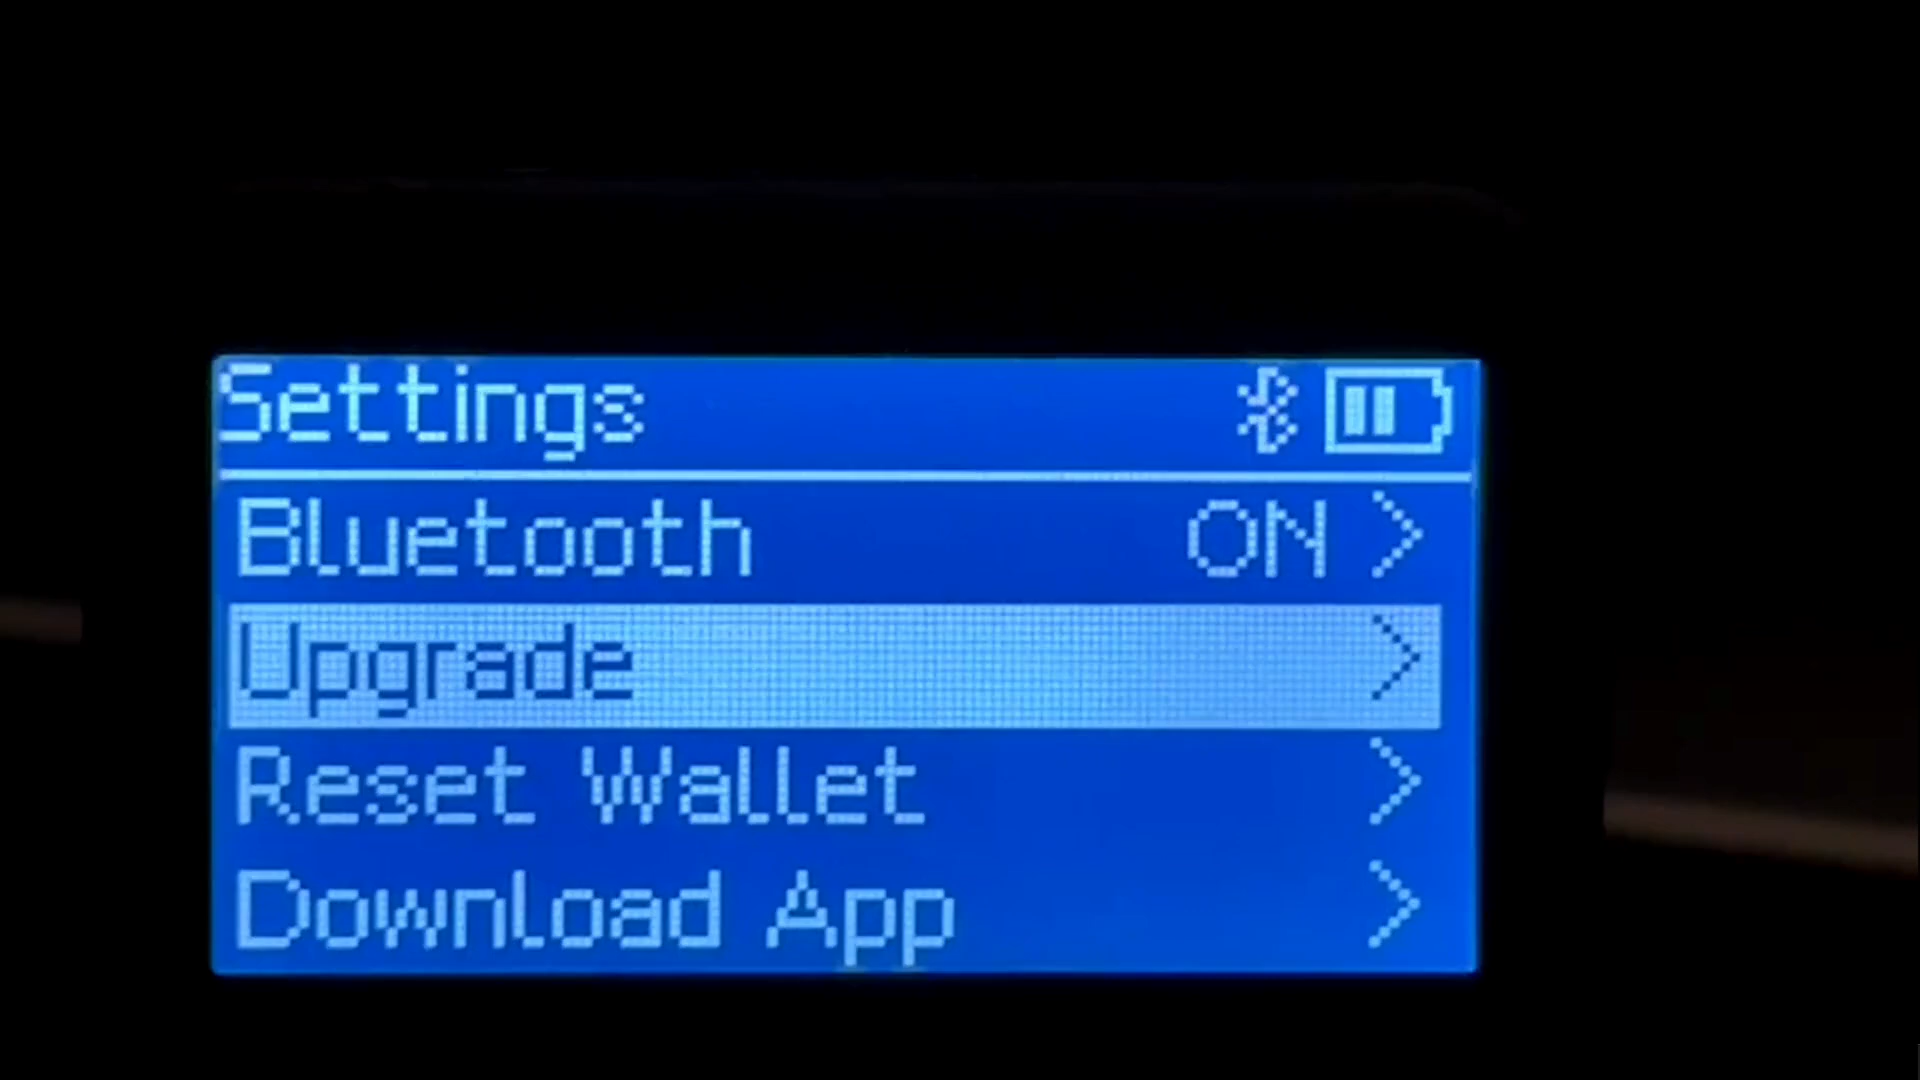 Settings
Bluetooth ON >
Upgrade >
Reset Wallet >
Download App >